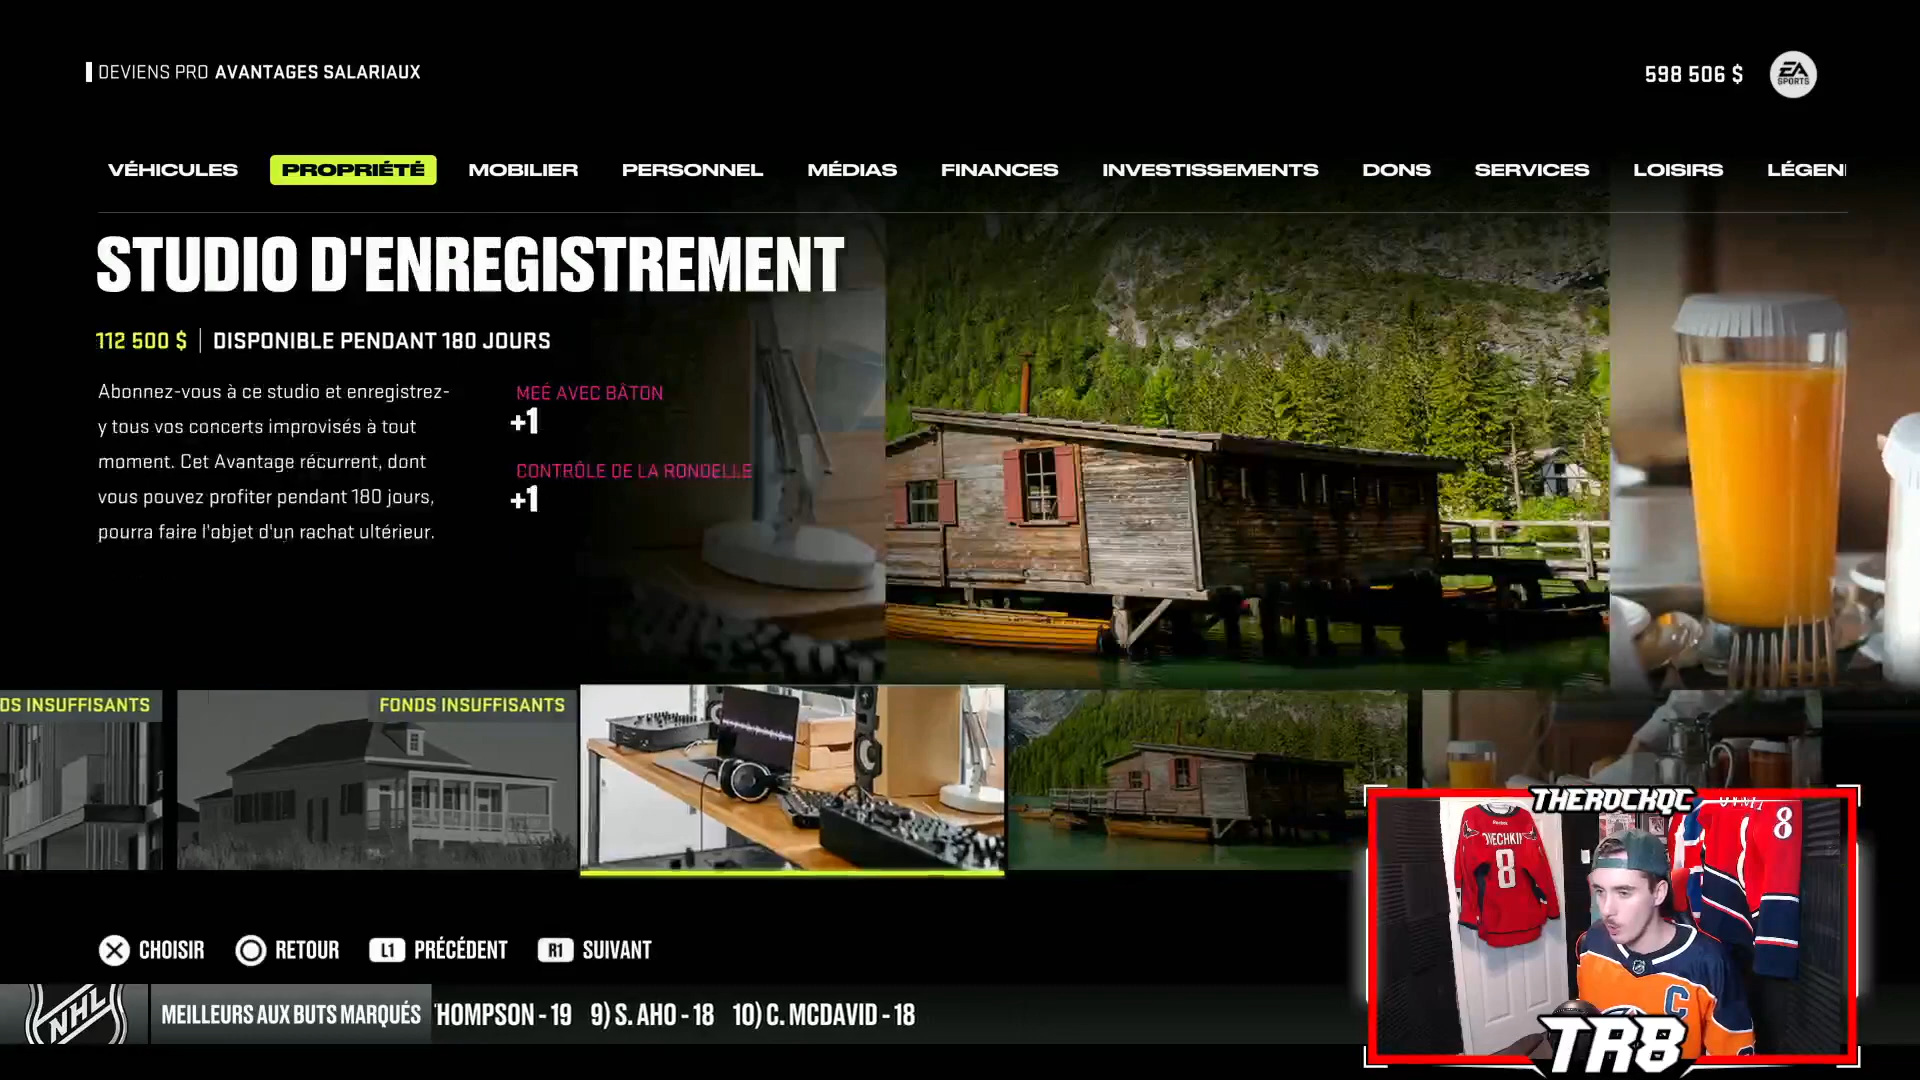 DEVIENS PRO AVANTAGES SALARIAUX
598 506 $
EA
SPORTS
VÉHICULES PROPRIÉTÉ MOBILIER PERSONNEL MÉDIAS FINANCES INVESTISSEMENTS DONS SERVICES LOISIRS LÉGEN
STUDIO D'ENREGISTREMENT
112 500 $ | DISPONIBLE PENDANT 180 JOURS
Abonnez-vous à ce studio et enregistrez-
y tous vos concerts improvisés à tout
moment. Cet Avantage récurrent, dont
vous pouvez profiter pendant 180 jours,
pourra faire l'objet d'un rachat ultérieur.
MEÉ AVEC BÂTON
+1
CONTRÔLE DE LA RONDELLE
+1
DS INSUFFISANTS
FONDS INSUFFISANTS
THEROCKQC
8
8
C
TR8
CHOISIR RETOUR L1 PRÉCÉDENT R1 SUIVANT
NHL MEILLEURS AUX BUTS MARQUÉS THOMPSON - 19 9) S. AHO - 18 10) C. MCDAVID - 18